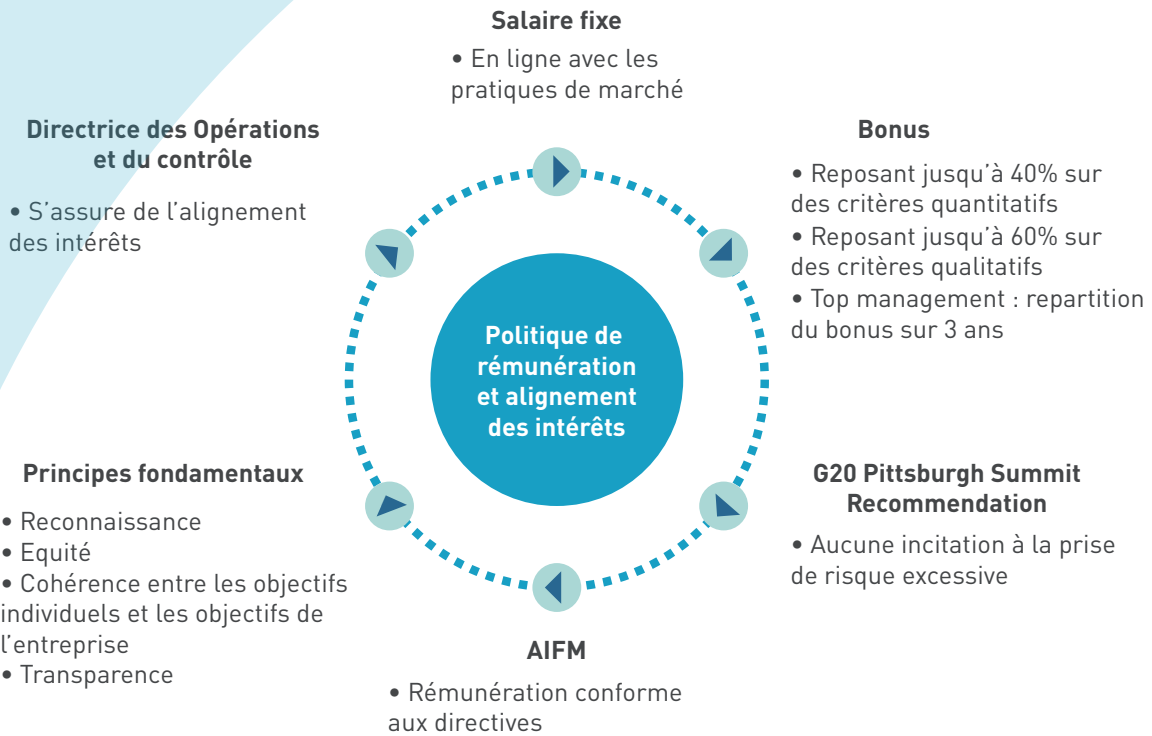 Salaire fixe
• En ligne avec les
pratiques de marché
Directrice des Opérations
et du contrôle
• S'assure de l'alignement
des intérêts
Bonus
• Reposant jusqu'à 40% sur
des critères quantitatifs
• Reposant jusqu'à 60% sur
des critères qualitatifs
• Top management : repartition
du bonus sur 3 ans
Politique de
rémunération
et alignement
des intérêts
Principes fondamentaux
• Reconnaissance
• Equité
• Cohérence entre les objectifs
individuels et les objectifs de
l'entreprise
• Transparence
G20 Pittsburgh Summit
Recommendation
• Aucune incitation à la prise
de risque excessive
AIFM
• Rémunération conforme
aux directives